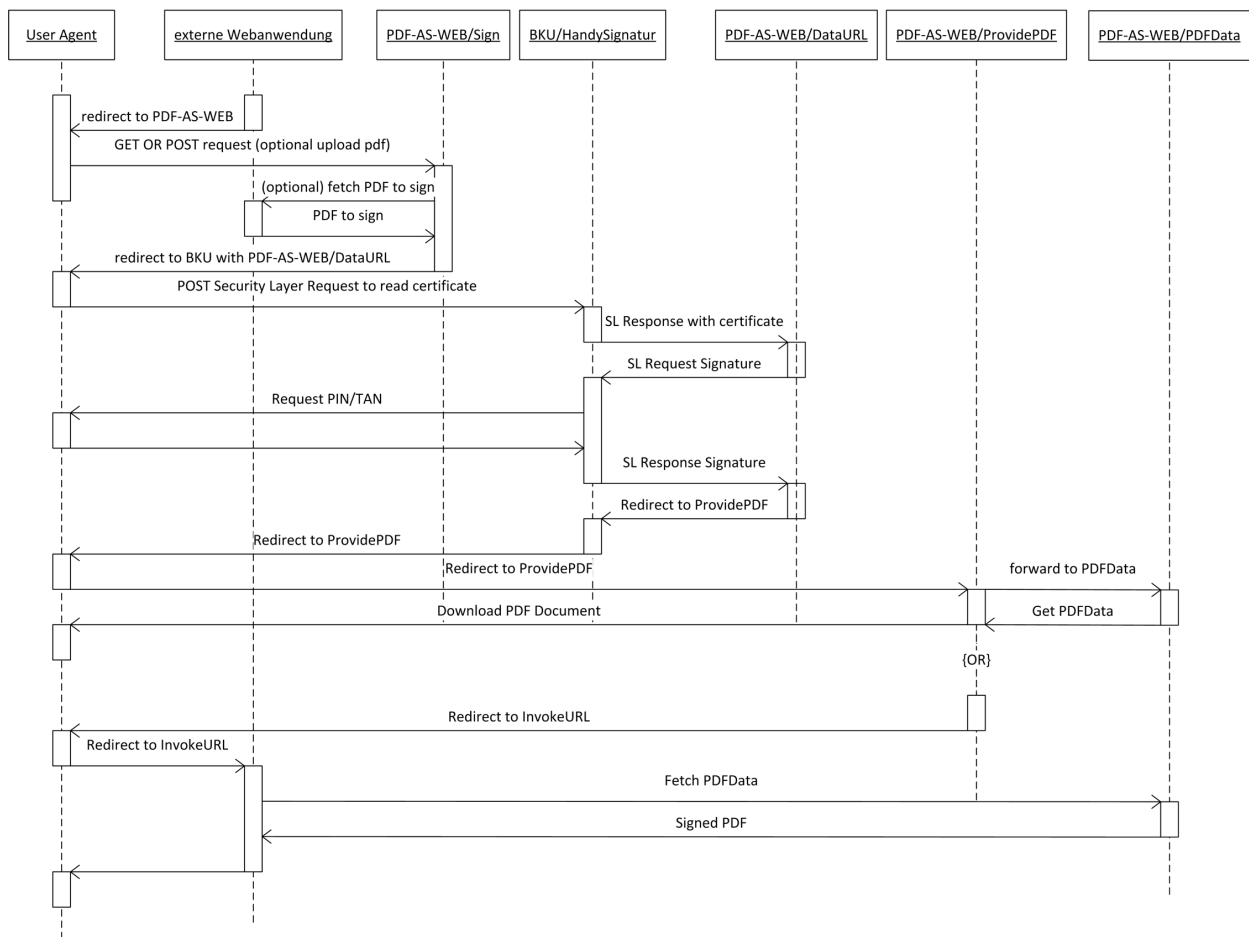 User Agent
externe Webanwendung
PDF-AS-WEB/Sign
BKU/HandySignatur
PDF-AS-WEB/DataURL
PDF-AS-WEB/ProvidePDF
PDF-AS-WEB/PDFData
redirect to PDF-AS-WEB
GET OR POST request (optional upload pdf)
(optional) fetch PDF to sign
PDF to sign
redirect to BKU with PDF-AS-WEB/DataURL
POST Security Layer Request to read certificate
SL Response with certificate
SL Request Signature
Request PIN/TAN
SL Response Signature
Redirect to ProvidePDF
Redirect to ProvidePDF
Redirect to ProvidePDF
forward to PDFData
Download PDF Document
Get PDFData
{OR}
Redirect to InvokeURL
Redirect to InvokeURL
Fetch PDFData
Signed PDF